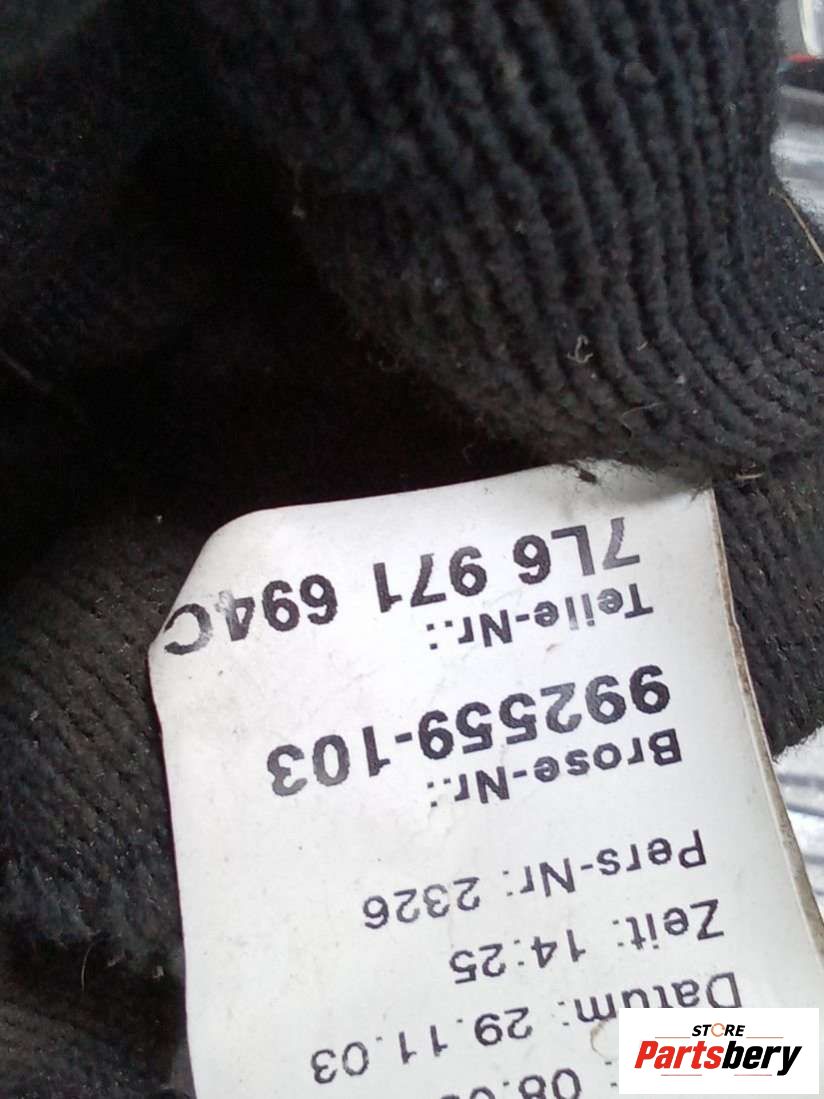 Datum: 29.11.03
Zeit: 14:25
Pers-Nr: 2326
Brose-Nr.:
992559-103
Teile-Nr.:
7L6 971 694C
STORE
Partsbery